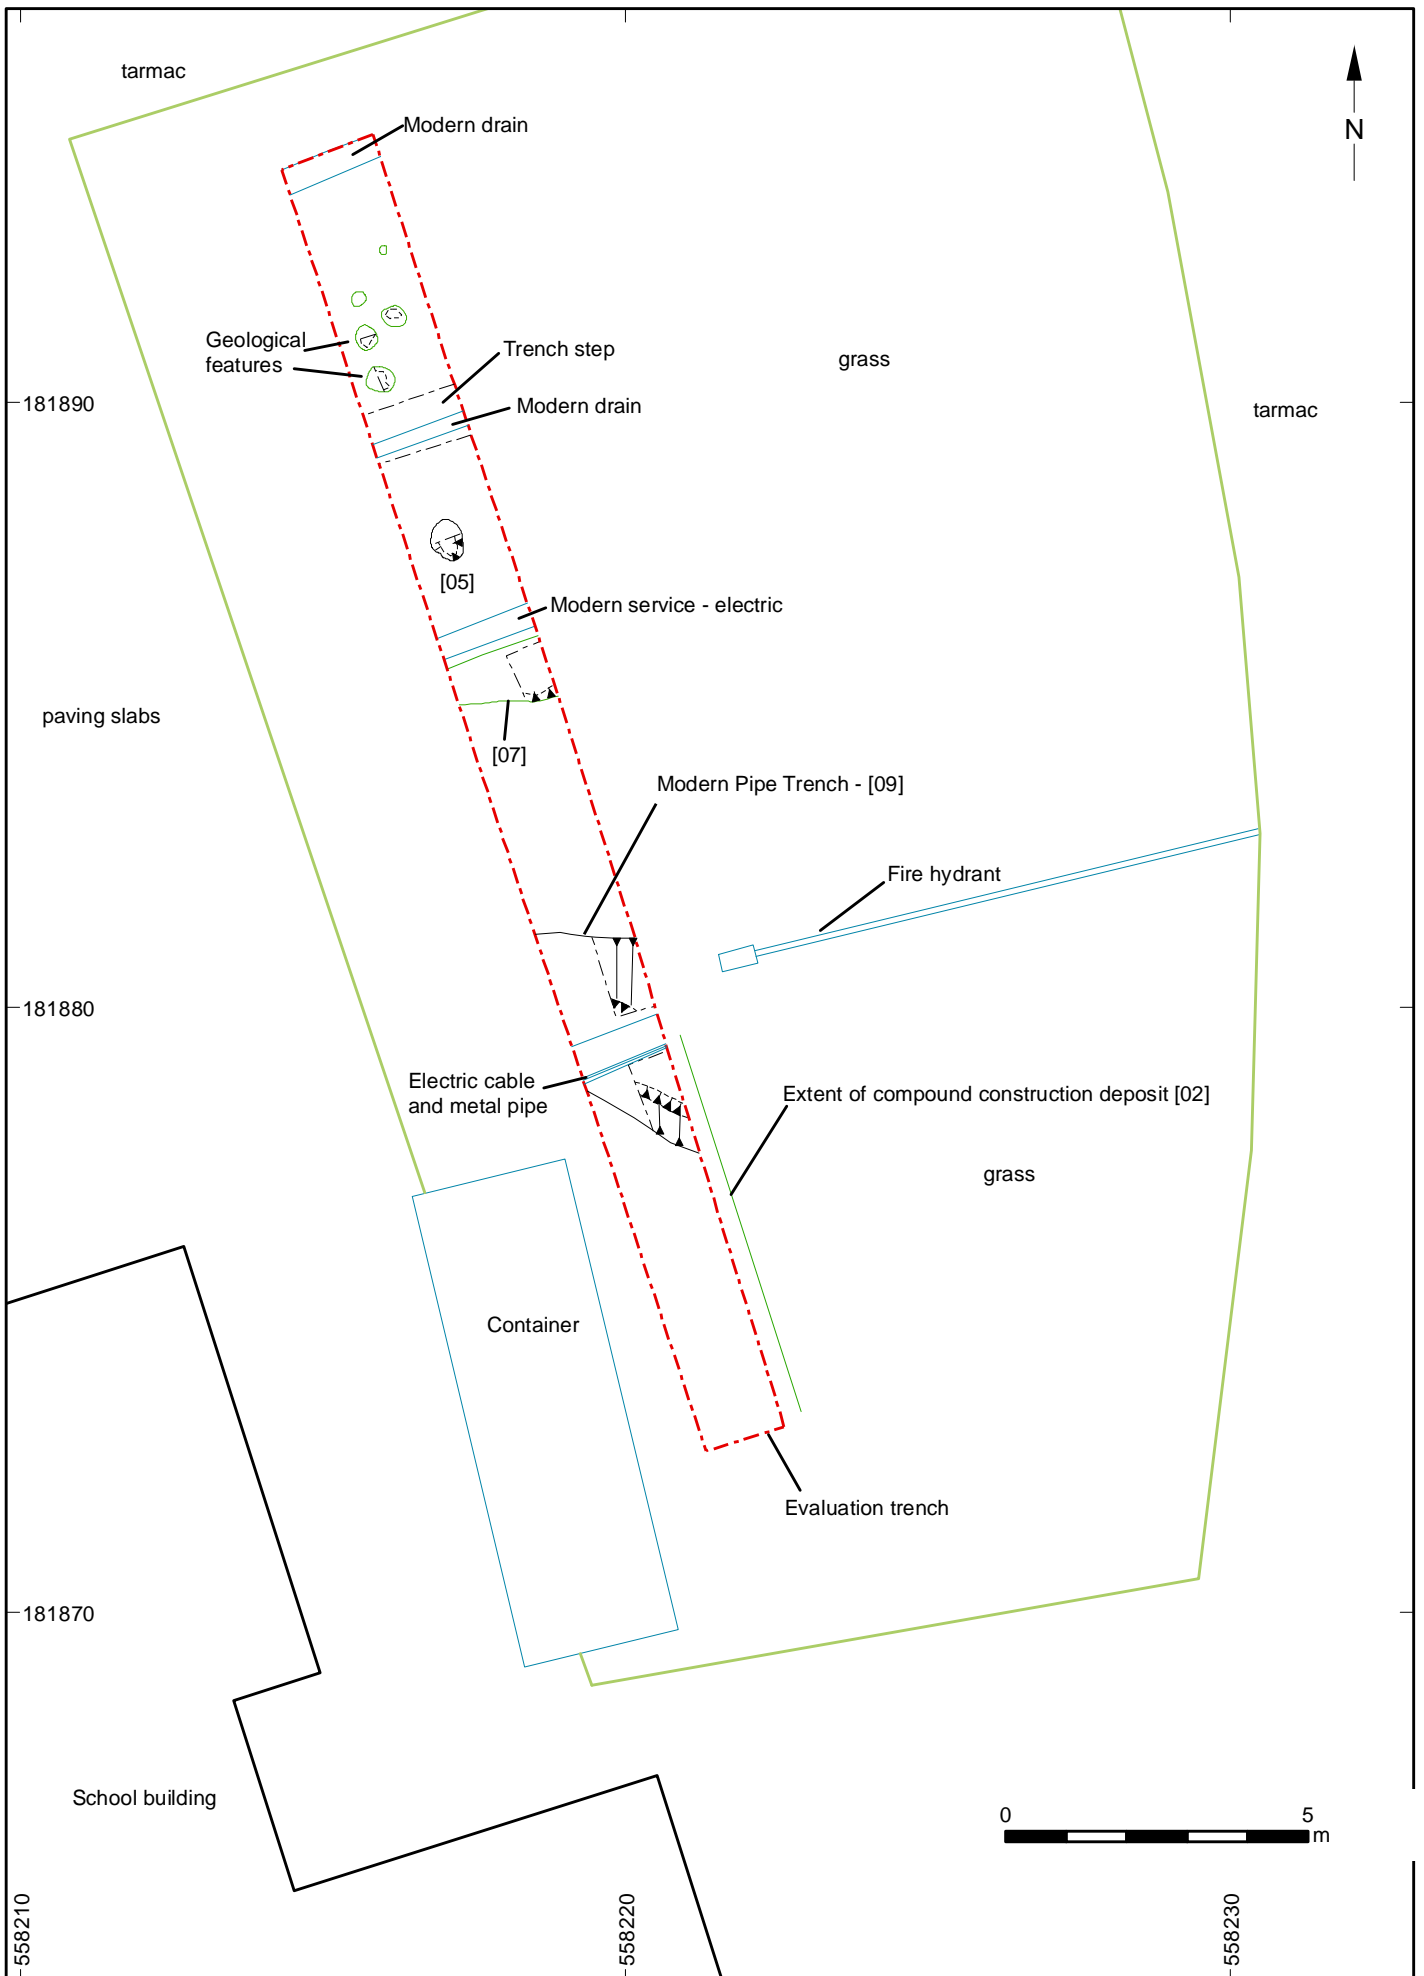 tarmac
Modern drain
N
Geological
features
Trench step
grass
181890
Modern drain
tarmac
[05]
Modern service - electric
paving slabs
[07]
Modern Pipe Trench - [09]
Fire hydrant
181880
Electric cable
and metal pipe
Extent of compound construction deposit [02]
grass
Container
Evaluation trench
181870
School building
0 5
m
558210
558220
558230